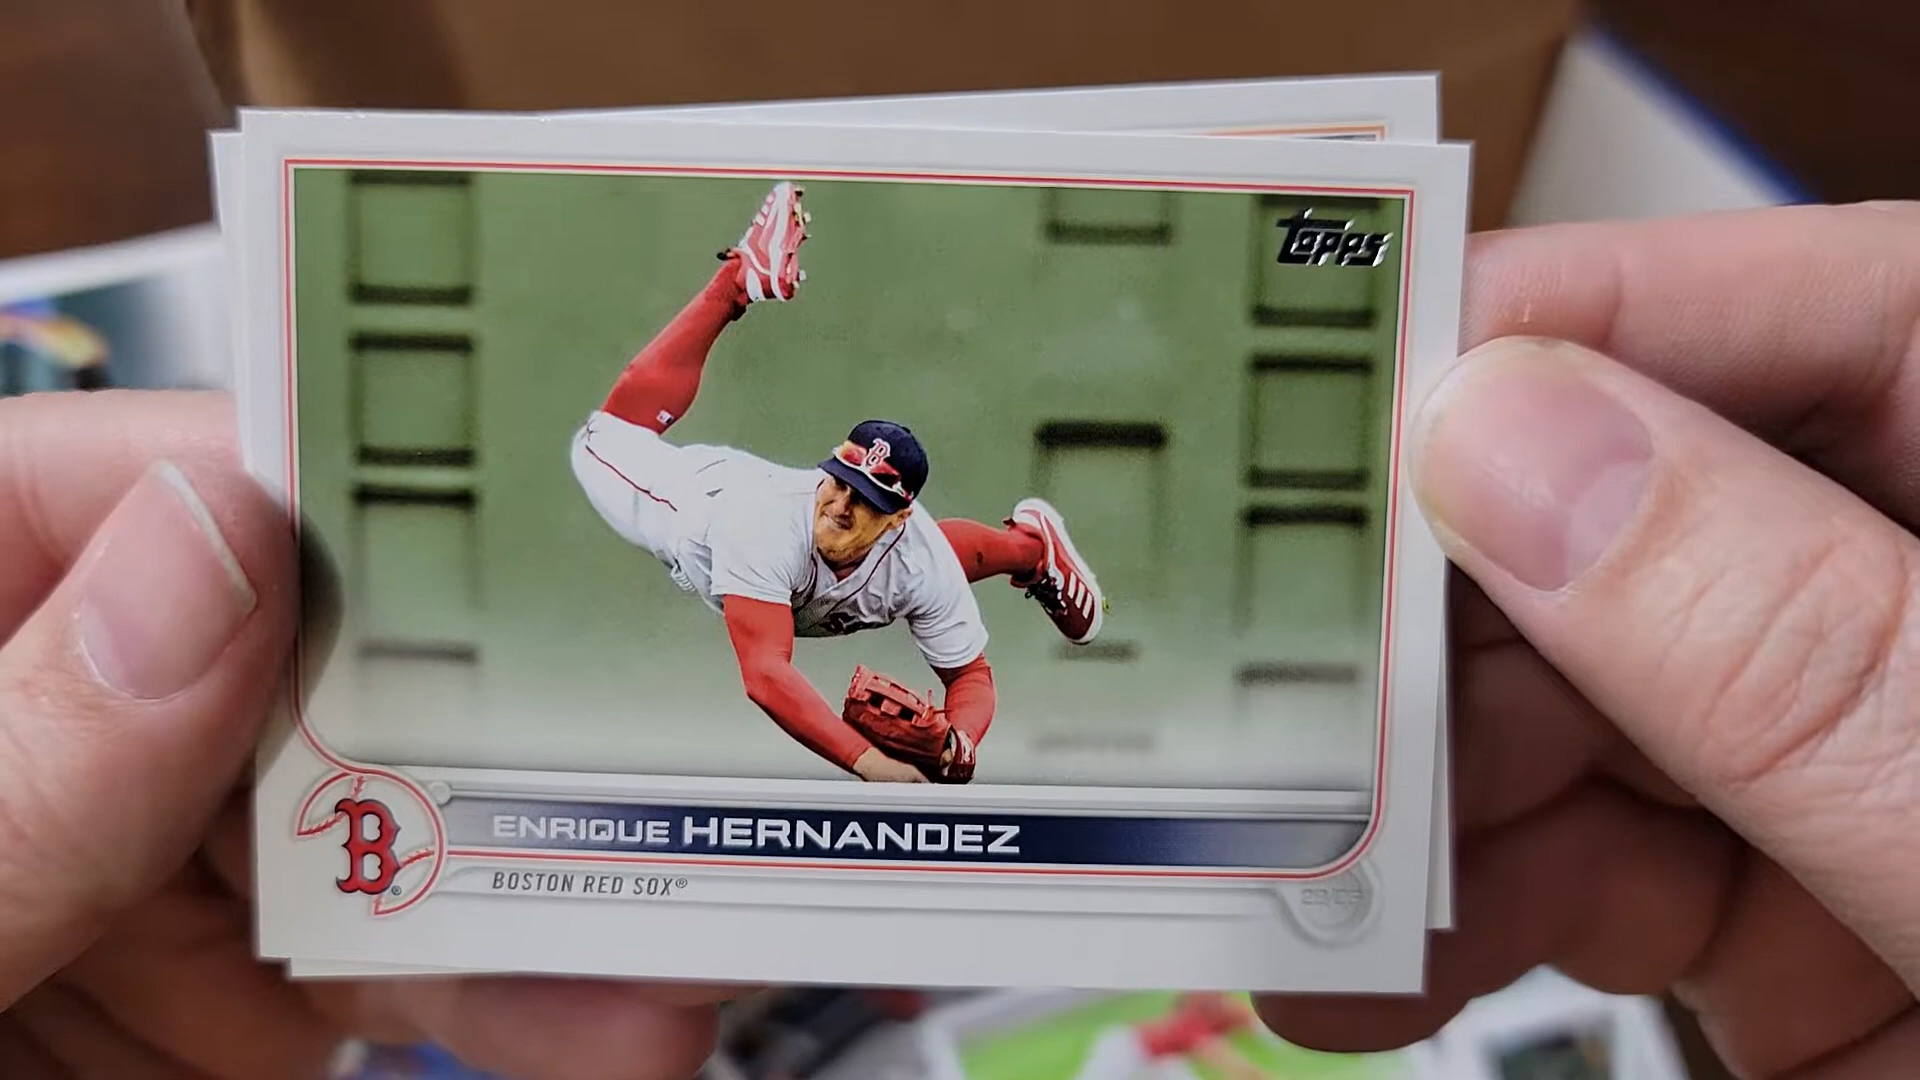 Topps
B
ENRIQUE HERNANDEZ
B®
BOSTON RED SOX®